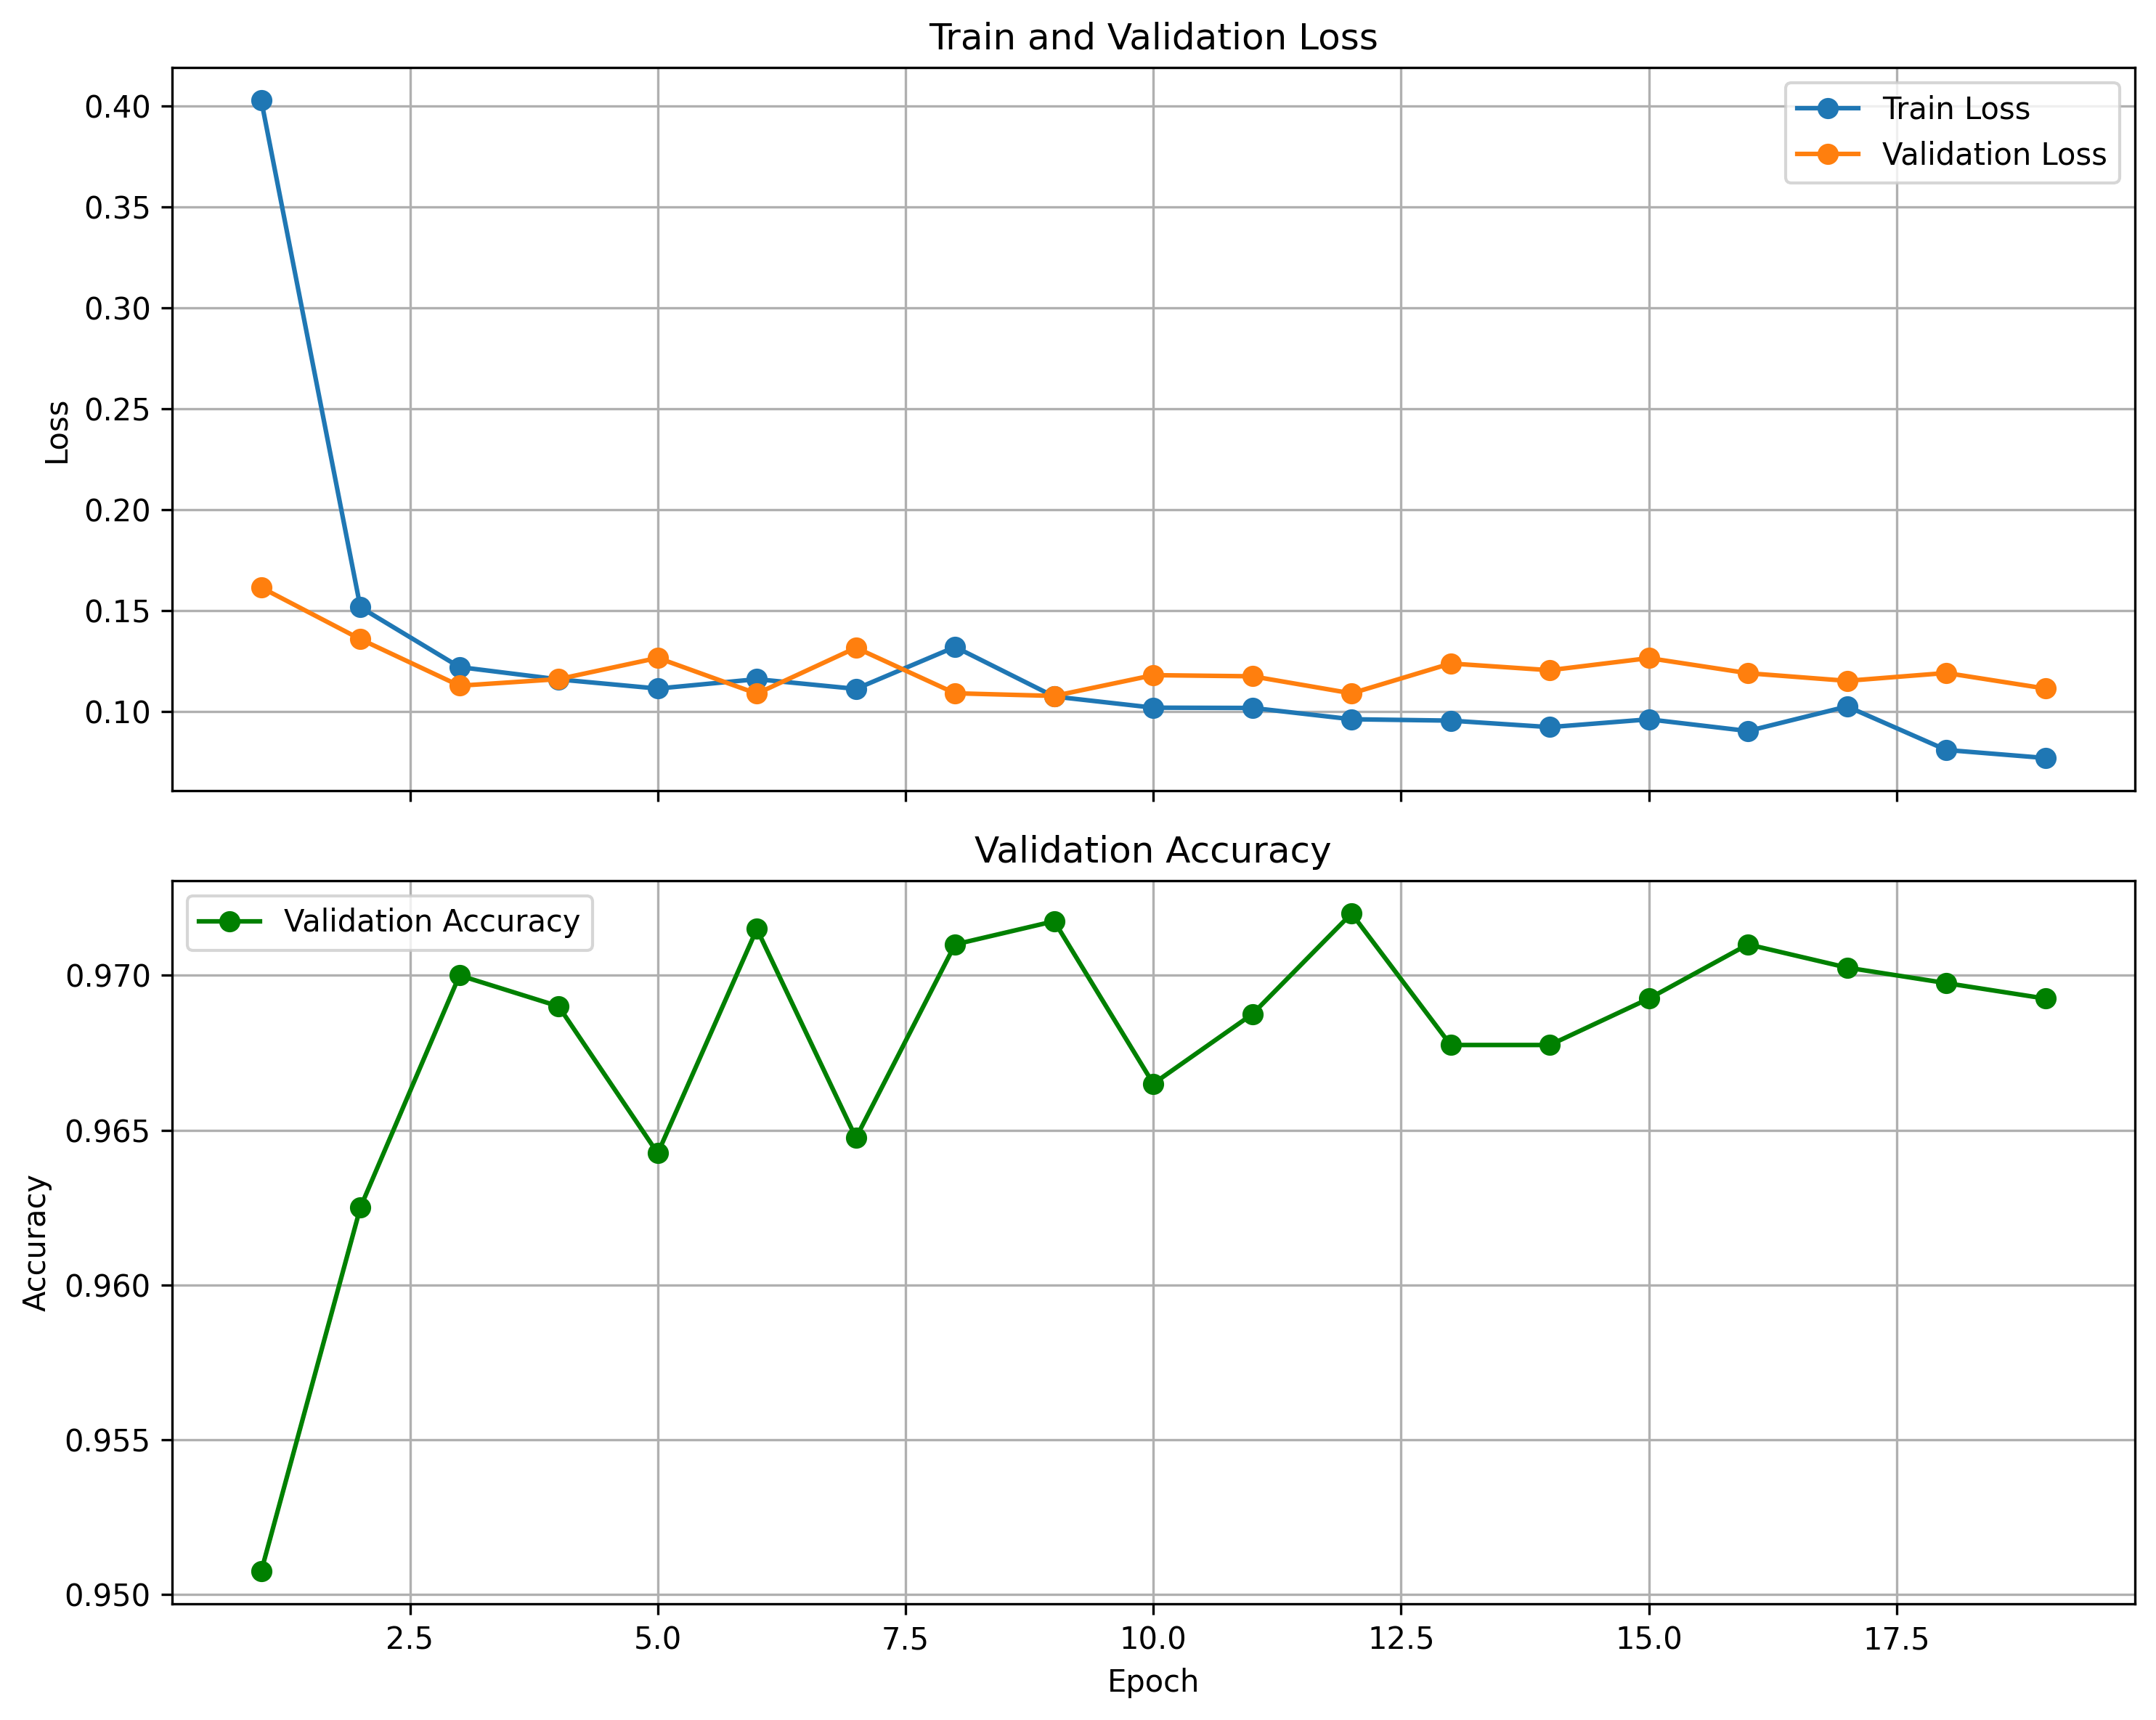 Train and Validation Loss
0.40
0.35
0.30
0.25
0.20
0.15
0.10
Loss
Train Loss
Validation Loss
Validation Accuracy
Validation Accuracy
0.970
0.965
0.960
0.955
0.950
Accuracy
2.5 5.0 7.5 10.0 12.5 15.0 17.5
Epoch